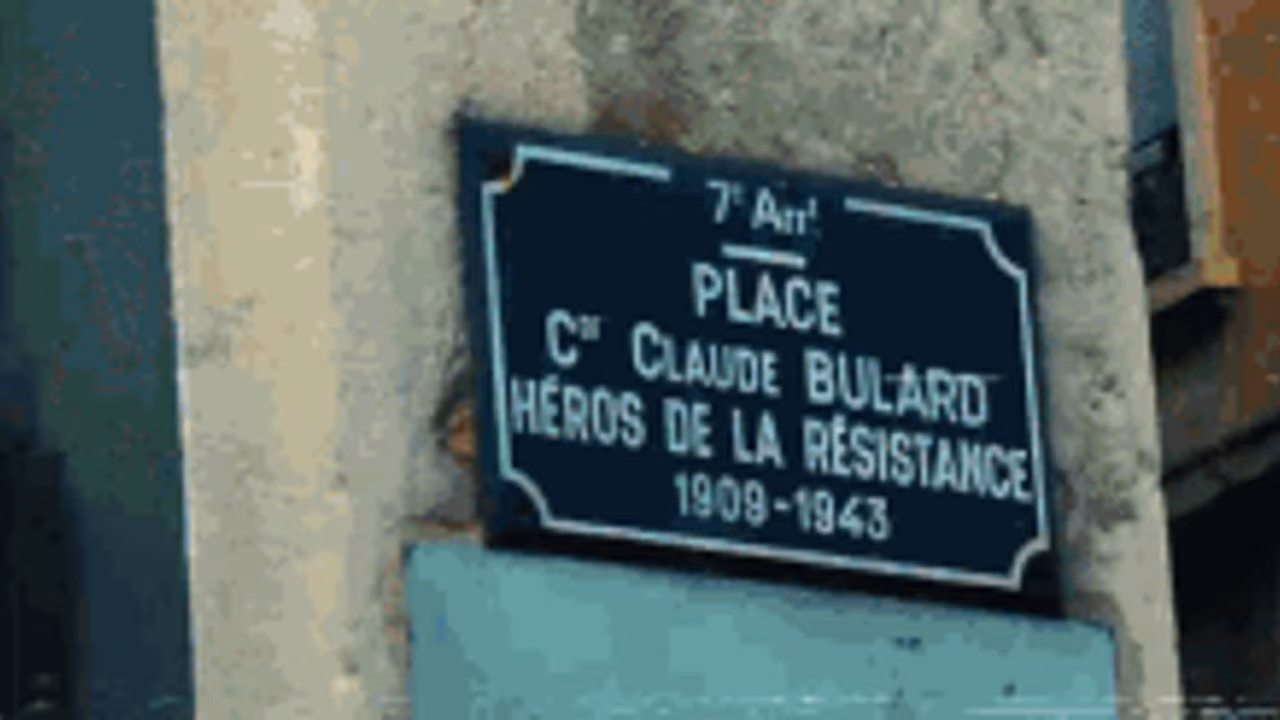 7e Arrt
PLACE
Cdt CLAUDE BULARD
HÉROS DE LA RÉSISTANCE
1909-1943